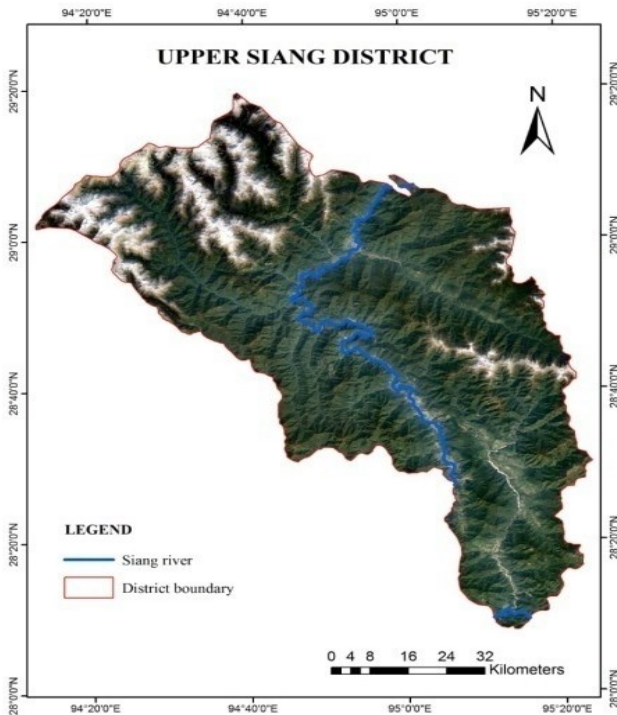 94°20'0"E 94°40'0"E 95°0'0"E 95°20'0"E
UPPER SIANG DISTRICT
N
29°20'0"N 29°20'0"N
29°0'0"N 29°0'0"N
28°40'0"N 28°40'0"N
28°20'0"N 28°20'0"N
28°0'0"N 28°0'0"N
LEGEND
Siang river
District boundary
0 4 8 16 24 32
Kilometers
94°20'0"E 94°40'0"E 95°0'0"E 95°20'0"E